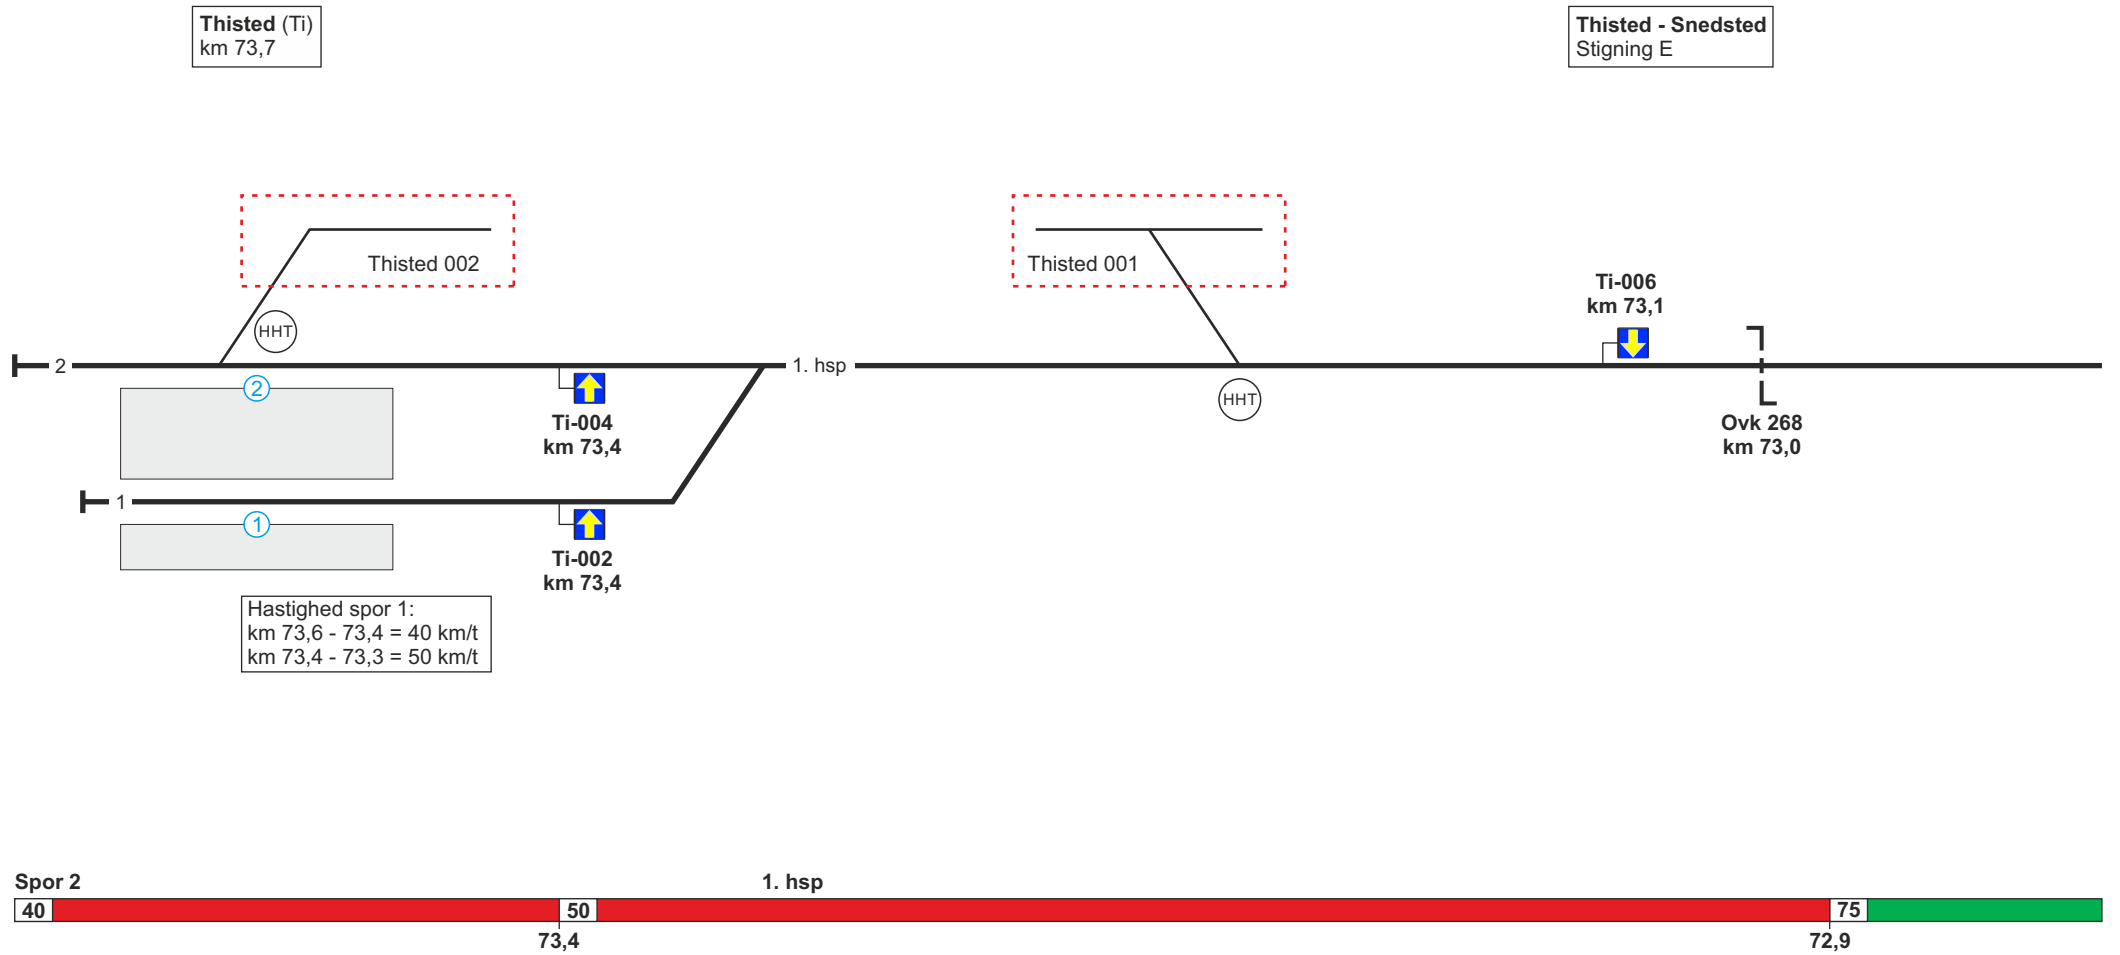 Thisted (Ti)
km 73,7
Thisted - Snedsted
Stigning E
Thisted 002
Thisted 001
Ti-006
km 73,1
HHT
2
1. hsp
2
HHT
Ti-004
km 73,4
Ovk 268
km 73,0
1
1
Ti-002
km 73,4
Hastighed spor 1:
km 73,6 - 73,4 = 40 km/t
km 73,4 - 73,3 = 50 km/t
Spor 2
1. hsp
40
50
75
73,4
72,9